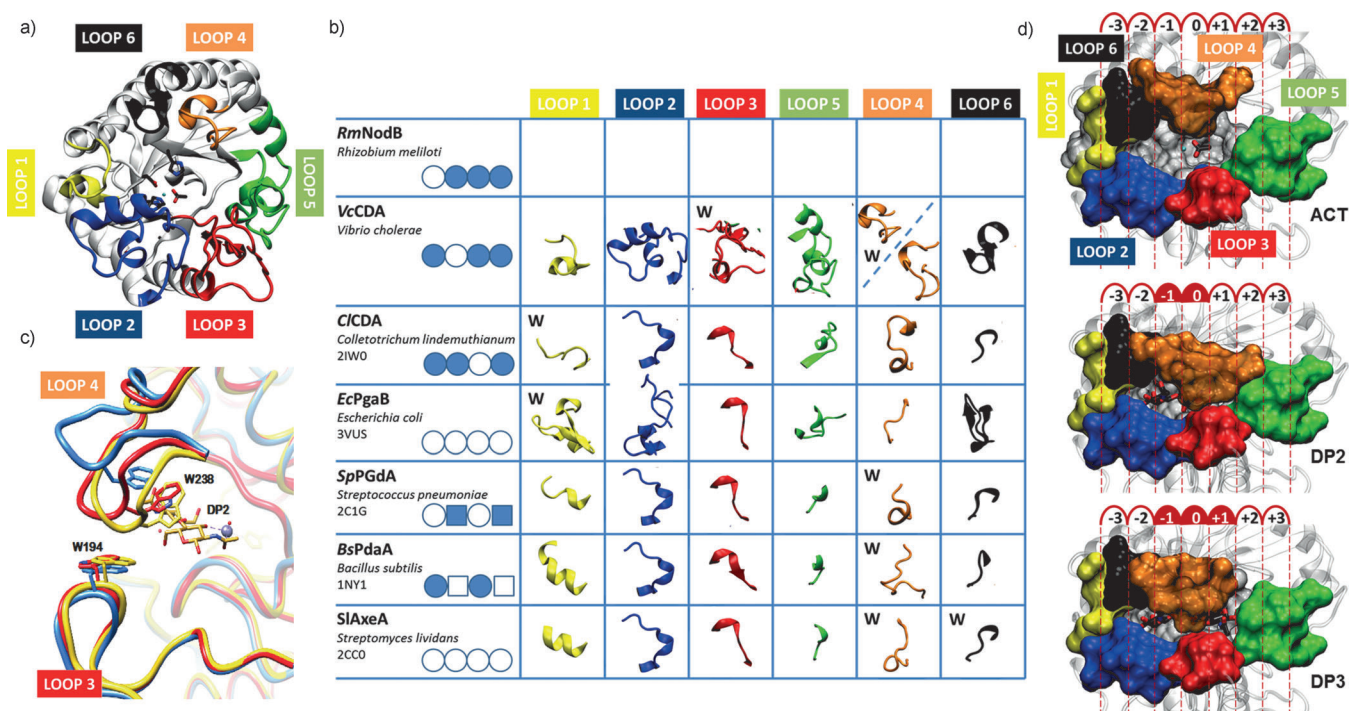 a)
LOOP 6
LOOP 4
LOOP 1
LOOP 5
LOOP 2
LOOP 3
b)
LOOP 1 LOOP 2 LOOP 3 LOOP 5 LOOP 4 LOOP 6
RmNodB
Rhizobium meliloti
VcCDA
Vibrio cholerae
W
W
ClCDA
Colletotrichum lindemuthianum
2IW0
W
EcPgaB
Escherichia coli
3VUS
W
SpPGdA
Streptococcus pneumoniae
2C1G
W
BsPdaA
Bacillus subtilis
1NY1
W
SlAxeA
Streptomyces lividans
2CC0
W
W
c)
LOOP 4
W238
DP2
W194
LOOP 3
d)
-3 -2 -1 0 +1 +2 +3
LOOP 6
LOOP 4
LOOP 1
LOOP 5
ACT
LOOP 2
LOOP 3
-3 -2 -1 0 +1 +2 +3
DP2
-3 -2 -1 0 +1 +2 +3
DP3